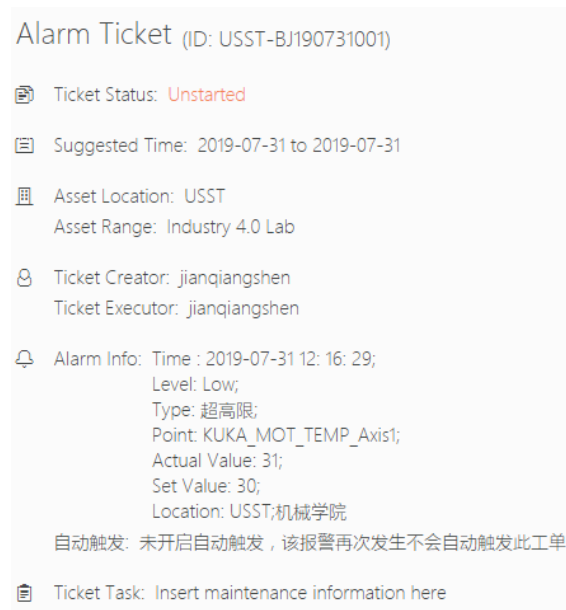 Alarm Ticket (ID: USST-BJ190731001)
Ticket Status: Unstarted
Suggested Time: 2019-07-31 to 2019-07-31
Asset Location: USST
Asset Range: Industry 4.0 Lab
Ticket Creator: jianqiangshen
Ticket Executor: jianqiangshen
Alarm Info: Time : 2019-07-31 12: 16: 29;
Level: Low;
Type: 超高限;
Point: KUKA_MOT_TEMP_Axis1;
Actual Value: 31;
Set Value: 30;
Location: USST;机械学院
自动触发: 未开启自动触发，该报警再次发生不会自动触发此工单
Ticket Task: Insert maintenance information here